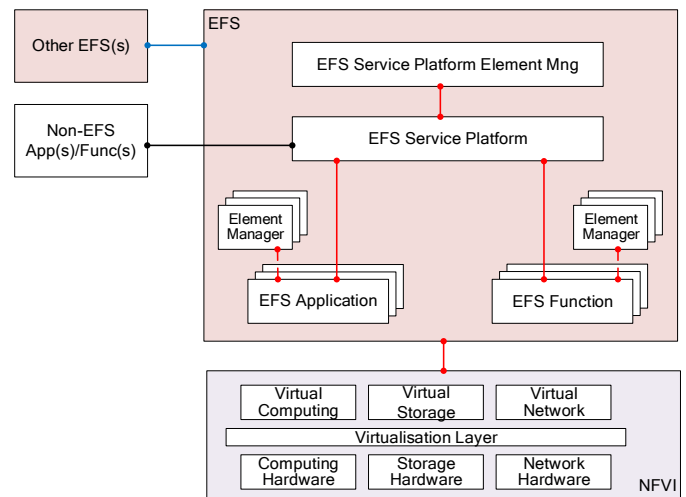 EFS
Other EFS(s)
EFS Service Platform Element Mng
Non-EFS
App(s)/Func(s)
EFS Service Platform
Element
Manager
Element
Manager
EFS Application
EFS Function
Virtual
Computing
Virtual
Storage
Virtual
Network
Virtualisation Layer
Computing
Hardware
Storage
Hardware
Network
Hardware
NFVI